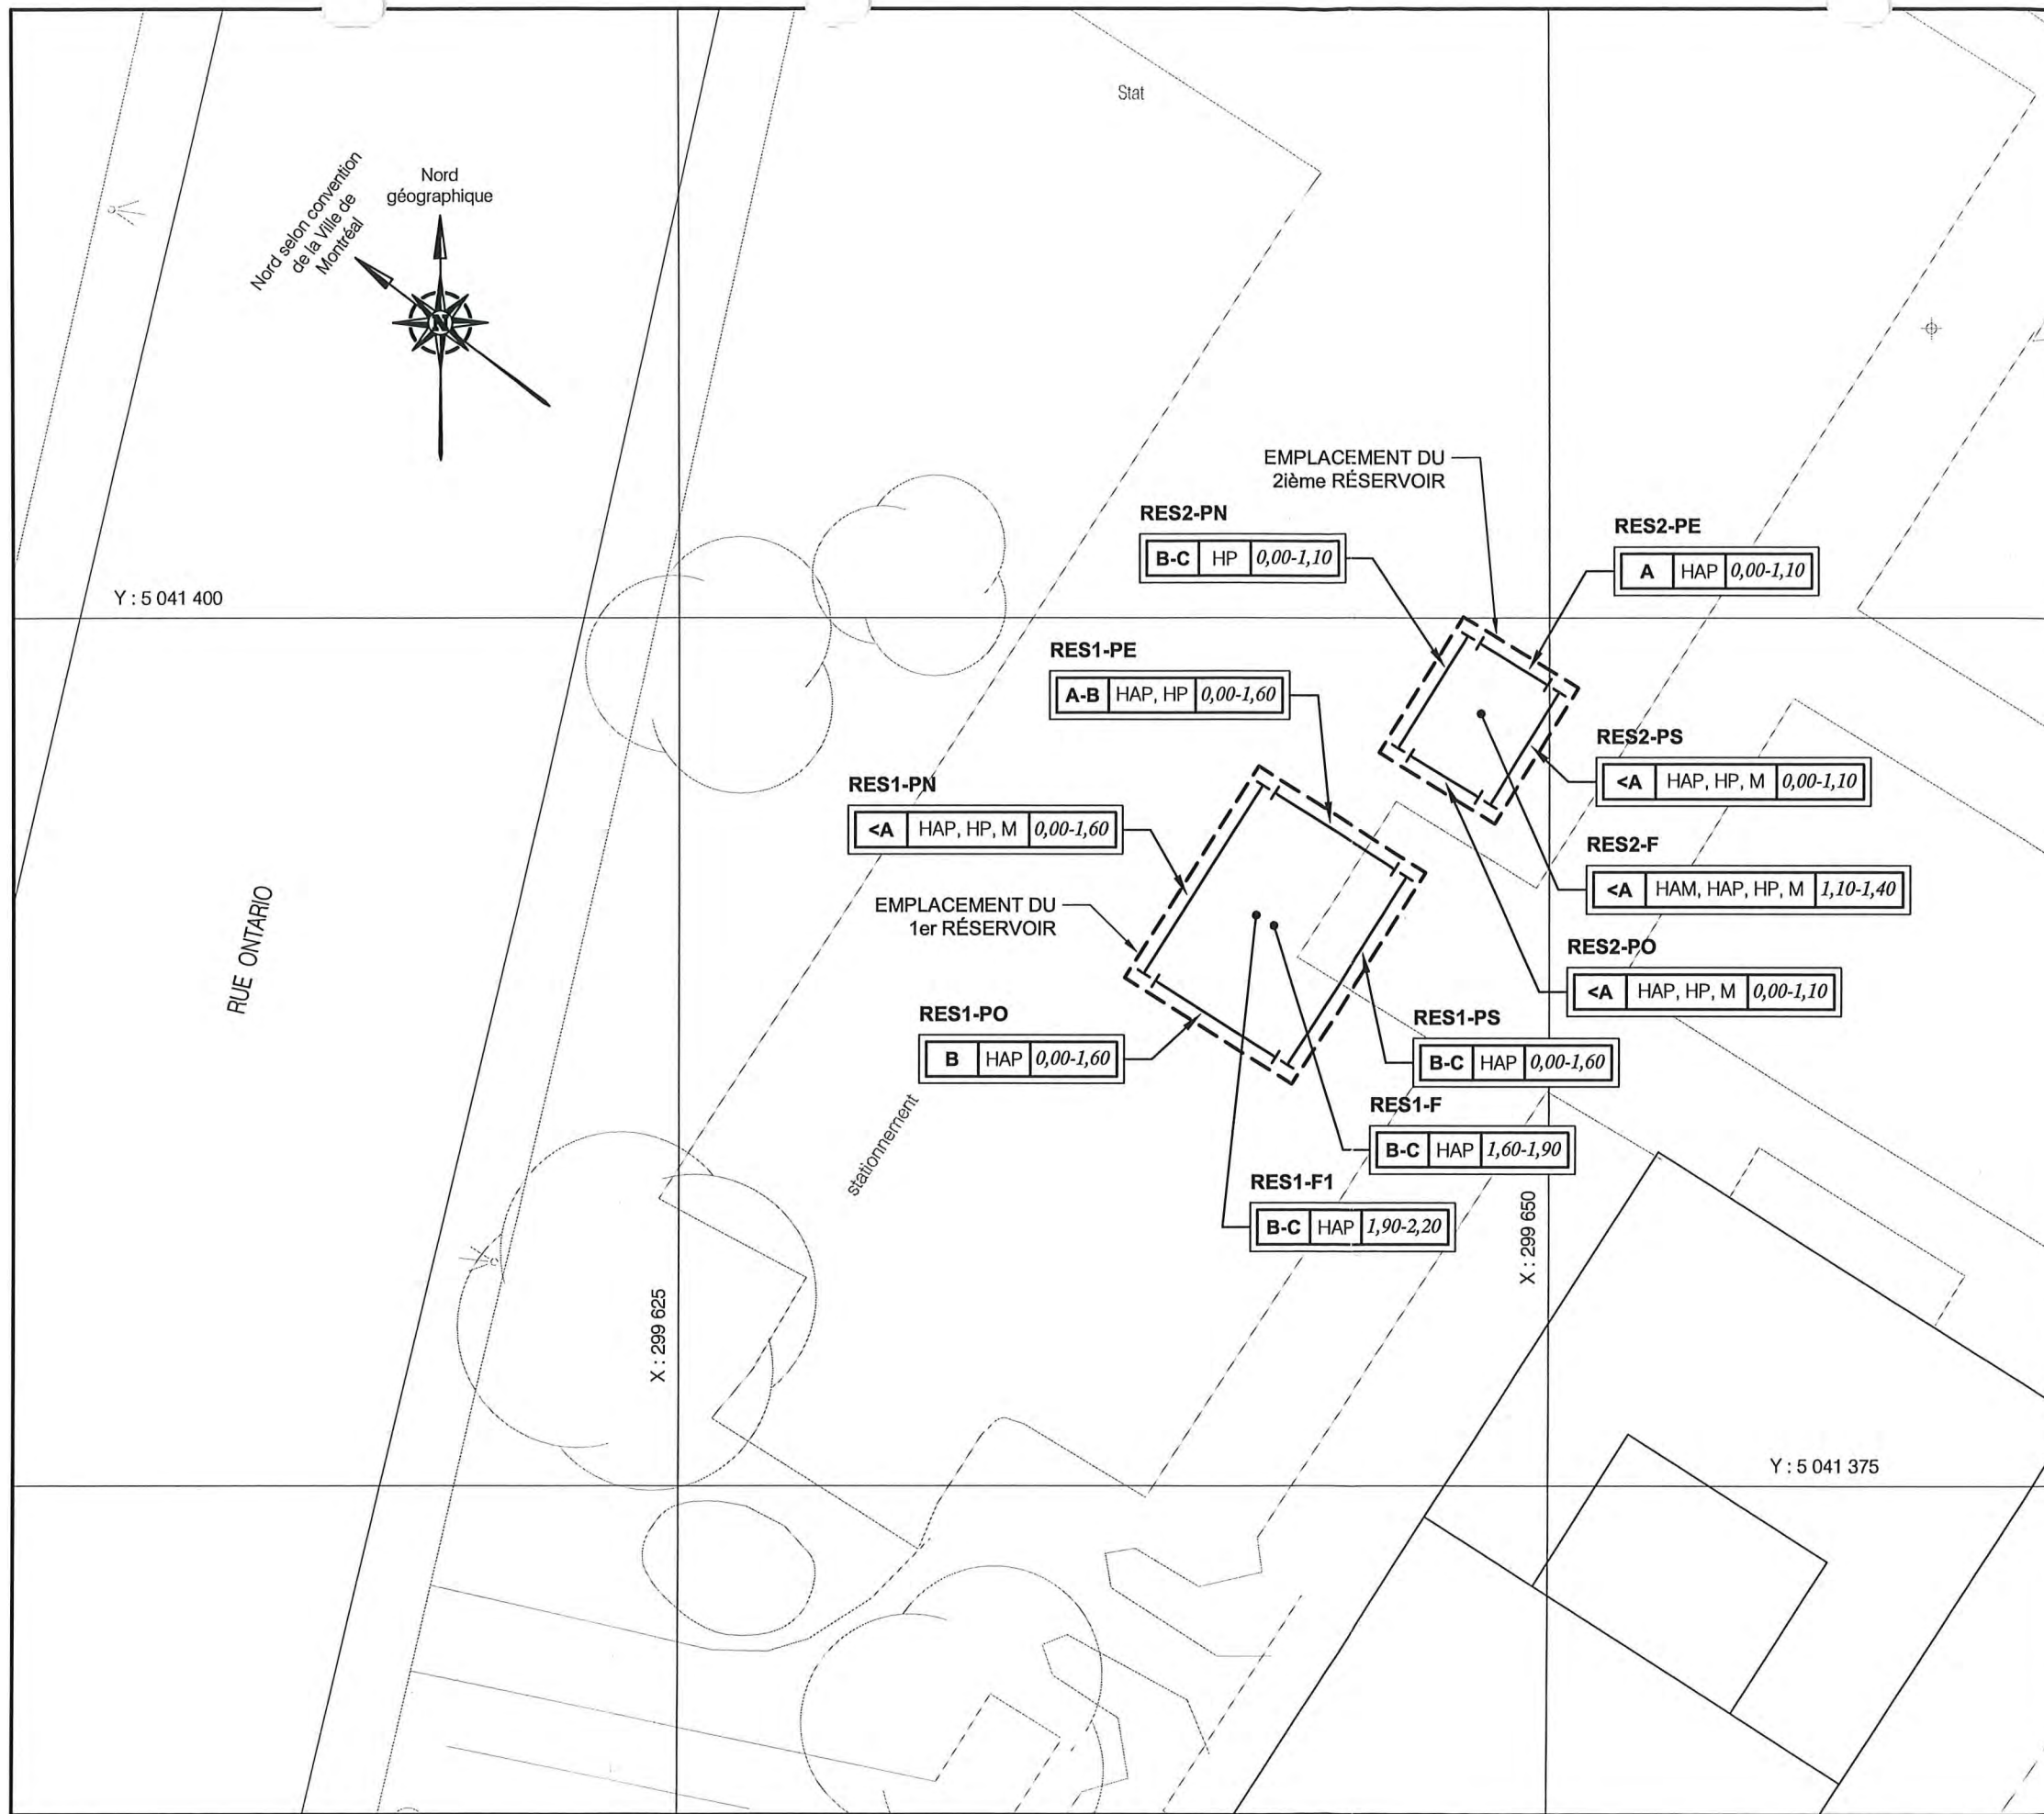 Stat
Nord selon convention
de la Ville de
Montréal
Nord
géographique
N
EMPLACEMENT DU
2ième RÉSERVOIR
RES2-PN
B-C HP 0,00-1,10
RES2-PE
A HAP 0,00-1,10
Y : 5 041 400
RES1-PE
A-B HAP, HP 0,00-1,60
RES2-PS
<A HAP, HP, M 0,00-1,10
RES1-PN
<A HAP, HP, M 0,00-1,60
RES2-F
<A HAM, HAP, HP, M 1,10-1,40
EMPLACEMENT DU
1er RÉSERVOIR
RUE ONTARIO
RES2-PO
<A HAP, HP, M 0,00-1,10
RES1-PO
B HAP 0,00-1,60
RES1-PS
B-C HAP 0,00-1,60
stationnement
RES1-F
B-C HAP 1,60-1,90
RES1-F1
B-C HAP 1,90-2,20
X : 299 650
X : 299 625
Y : 5 041 375